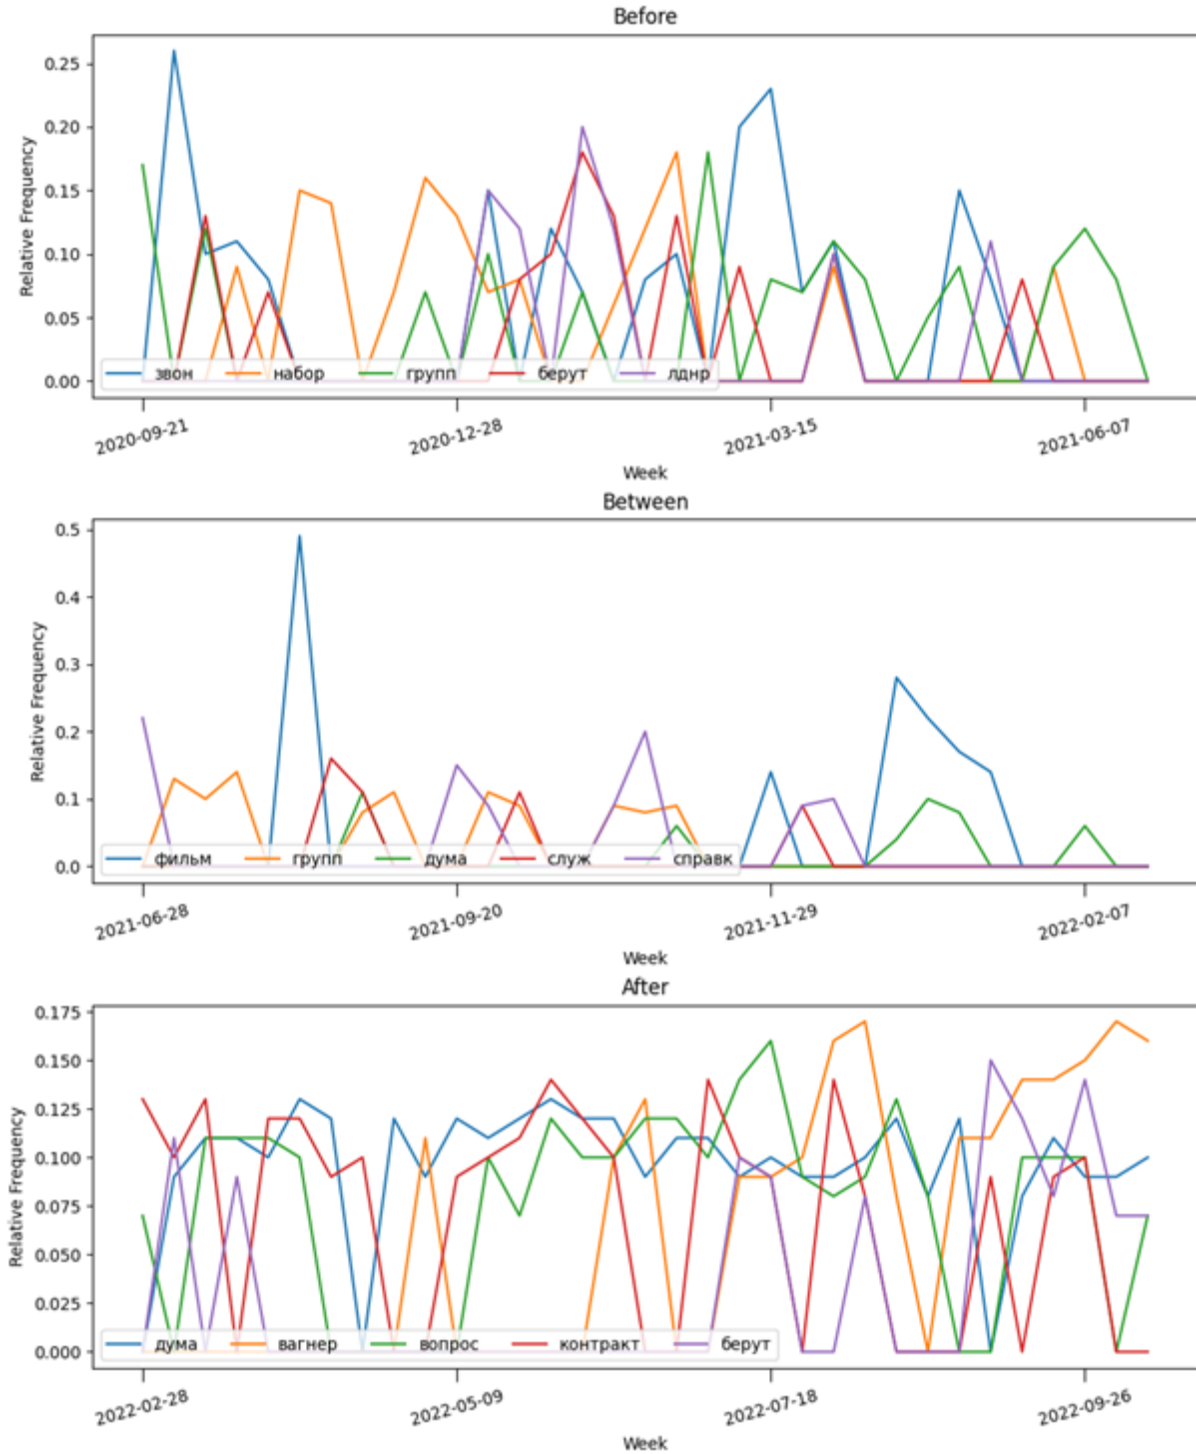 Before
Relative Frequency
0.25
0.20
0.15
0.10
0.05
0.00
звон набор групп берут лднр
2020-09-21 2020-12-28 2021-03-15 2021-06-07
Week
Between
Relative Frequency
0.5
0.4
0.3
0.2
0.1
0.0
фильм групп дума служ справк
2021-06-28 2021-09-20 2021-11-29 2022-02-07
Week
After
Relative Frequency
0.175
0.150
0.125
0.100
0.075
0.050
0.025
0.000
дума вагнер вопрос контракт берут
2022-02-28 2022-05-09 2022-07-18 2022-09-26
Week